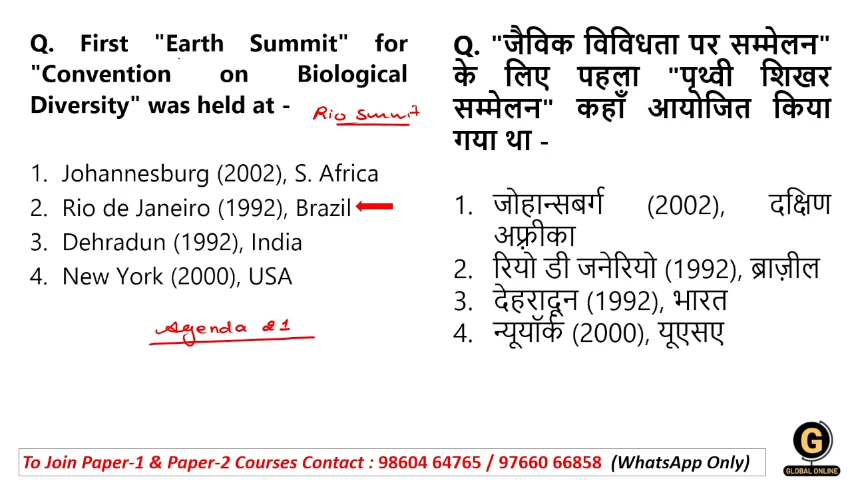 Q. First "Earth Summit" for
"Convention on Biological
Diversity" was held at -
Rio Summit
1. Johannesburg (2002), S. Africa
2. Rio de Janeiro (1992), Brazil
3. Dehradun (1992), India
4. New York (2000), USA
Agenda 21
Q. "जैविक विविधता पर सम्मेलन"
के लिए पहला "पृथ्वी शिखर
सम्मेलन" कहाँ आयोजित किया
गया था -
1. जोहान्सबर्ग (2002), दक्षिण
अफ़्रीका
2. रियो डी जनेरियो (1992), ब्राज़ील
3. देहरादून (1992), भारत
4. न्यूयॉर्क (2000), यूएसए
G
GLOBAL ONLINE
To Join Paper-1 & Paper-2 Courses Contact : 98604 64765 / 97660 66858 (WhatsApp Only)